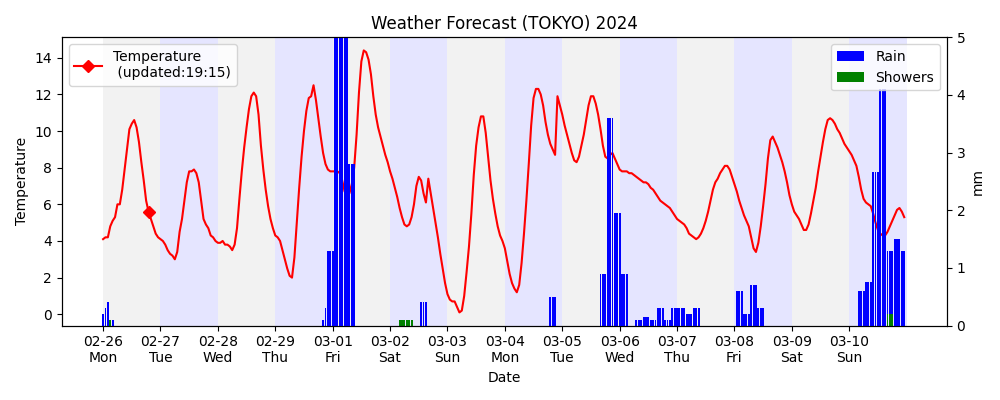 Weather Forecast (TOKYO) 2024
Temperature
(updated:19:15)
Rain
Showers
Temperature
14
12
10
8
6
4
2
0
5
4
3
2
1
0
mm
02-26 02-27 02-28 02-29 03-01 03-02 03-03 03-04 03-05 03-06 03-07 03-08 03-09 03-10
Mon Tue Wed Thu Fri Sat Sun Mon Tue Wed Thu Fri Sat Sun
Date